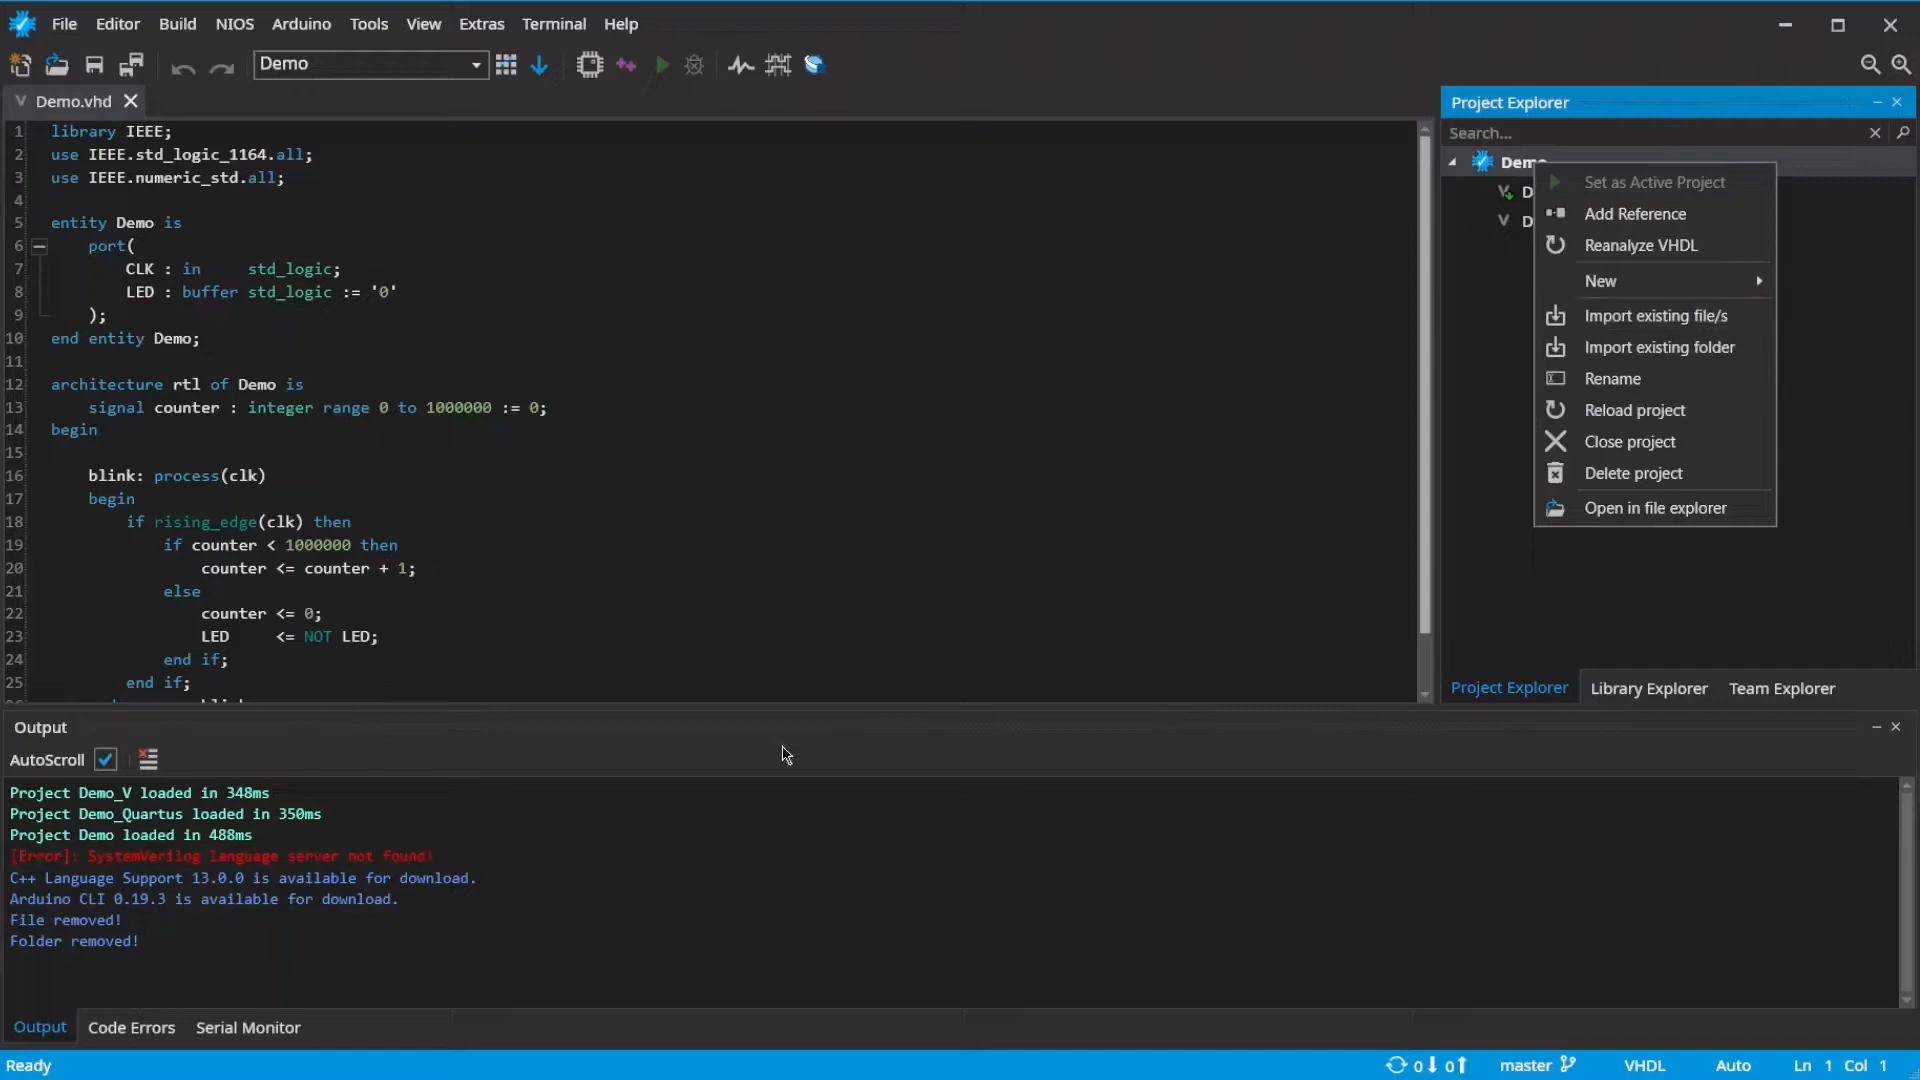 File Editor Build NIOS Arduino Tools View Extras Terminal Help
Demo
Demo.vhd
1 library IEEE;
2 use IEEE.std_logic_1164.all;
3 use IEEE.numeric_std.all;
4
5 entity Demo is
6 port(
7 CLK : in std_logic;
8 LED : buffer std_logic := '0'
9 );
10 end entity Demo;
11
12 architecture rtl of Demo is
13 signal counter : integer range 0 to 1000000 := 0;
14 begin
15
16 blink: process(clk)
17 begin
18 if rising_edge(clk) then
19 if counter < 1000000 then
20 counter <= counter + 1;
21 else
22 counter <= 0;
23 LED <= NOT LED;
24 end if;
25 end if;
Project Explorer
Search...
Demo
D
D
Set as Active Project
Add Reference
Reanalyze VHDL
New
Import existing file/s
Import existing folder
Rename
Reload project
Close project
Delete project
Open in file explorer
Project Explorer Library Explorer Team Explorer
Output
AutoScroll
Project Demo_V loaded in 348ms
Project Demo_Quartus loaded in 350ms
Project Demo loaded in 488ms
[Error]: SystemVerilog language server not found!
C++ Language Support 13.0.0 is available for download.
Arduino CLI 0.19.3 is available for download.
File removed!
Folder removed!
Output Code Errors Serial Monitor
Ready 0 0 master VHDL Auto Ln 1 Col 1